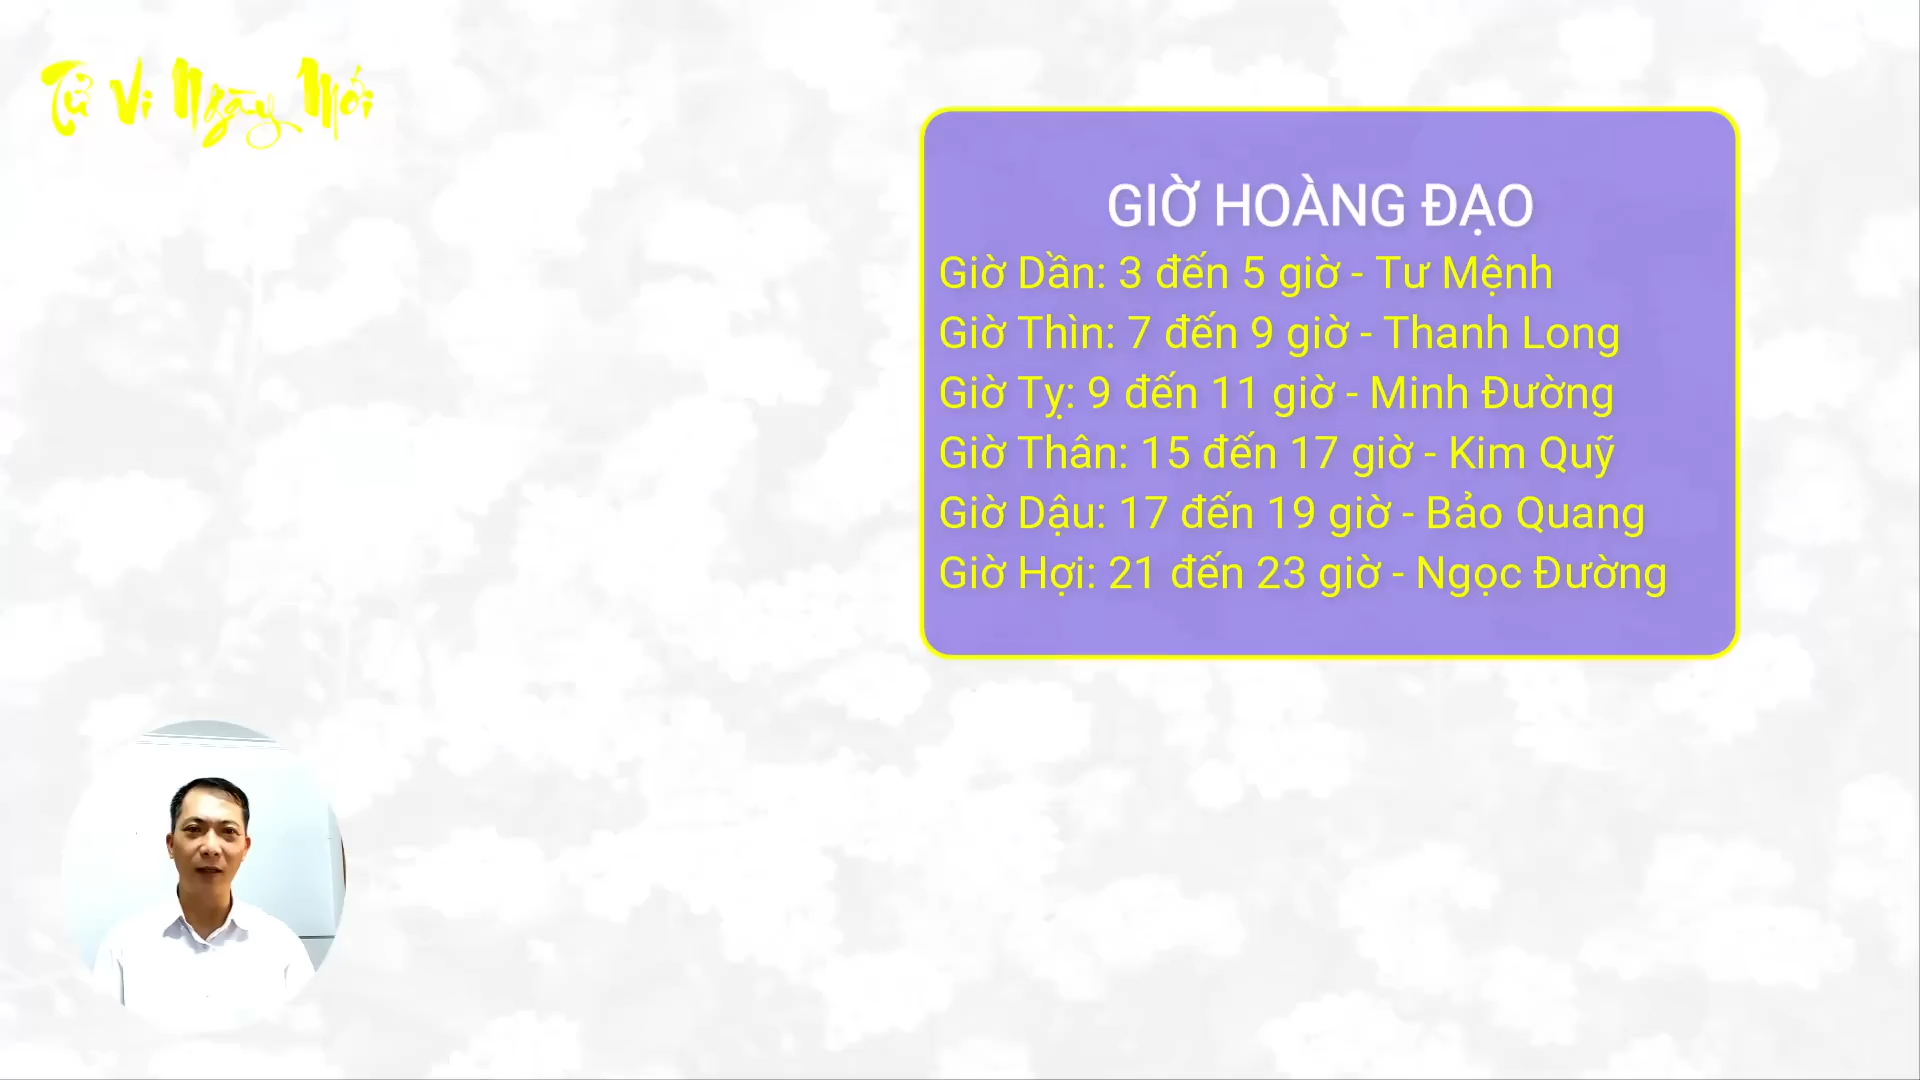 Tử Vi Ngày Mới
GIỜ HOÀNG ĐẠO
Giờ Dần: 3 đến 5 giờ - Tư Mệnh
Giờ Thìn: 7 đến 9 giờ - Thanh Long
Giờ Tỵ: 9 đến 11 giờ - Minh Đường
Giờ Thân: 15 đến 17 giờ - Kim Quỹ
Giờ Dậu: 17 đến 19 giờ - Bảo Quang
Giờ Hợi: 21 đến 23 giờ - Ngọc Đường